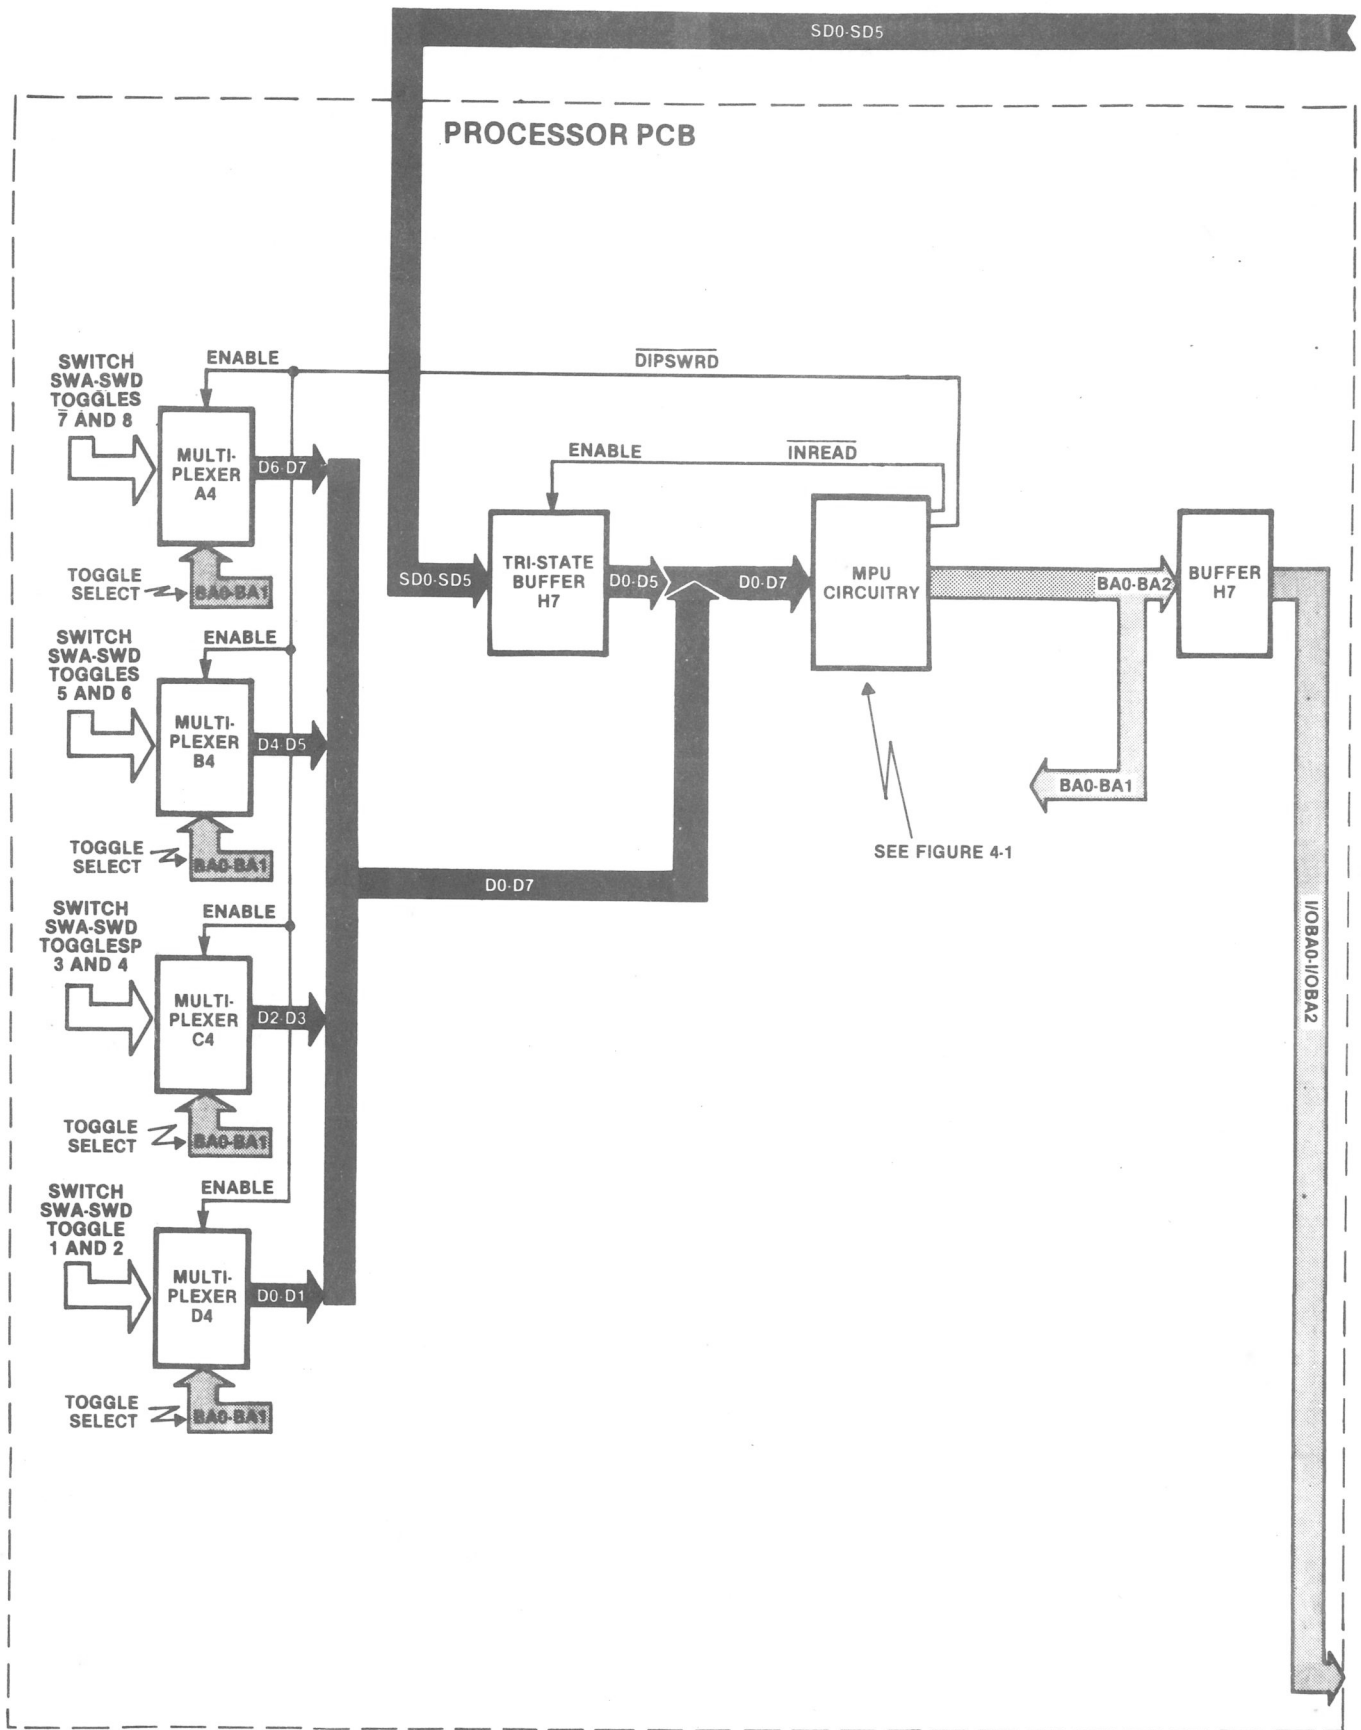 SD0-SD5
PROCESSOR PCB
SWITCH
SWA-SWD
TOGGLES
7 AND 8
ENABLE
DIPSWRD
MULTI-
PLEXER
A4
D6-D7
ENABLE
INREAD
TOGGLE
SELECT
BA0-BA1
SD0-SD5
TRI-STATE
BUFFER
H7
D0-D5
D0-D7
MPU
CIRCUITRY
BA0-BA2
BUFFER
H7
SWITCH
SWA-SWD
TOGGLES
5 AND 6
ENABLE
MULTI-
PLEXER
B4
D4-D5
BA0-BA1
TOGGLE
SELECT
BA0-BA1
SEE FIGURE 4-1
D0-D7
SWITCH
SWA-SWD
TOGGLESP
3 AND 4
ENABLE
MULTI-
PLEXER
C4
D2-D3
I/OBA0-I/OBA2
TOGGLE
SELECT
BA0-BA1
SWITCH
SWA-SWD
TOGGLE
1 AND 2
ENABLE
MULTI-
PLEXER
D4
D0-D1
TOGGLE
SELECT
BA0-BA1